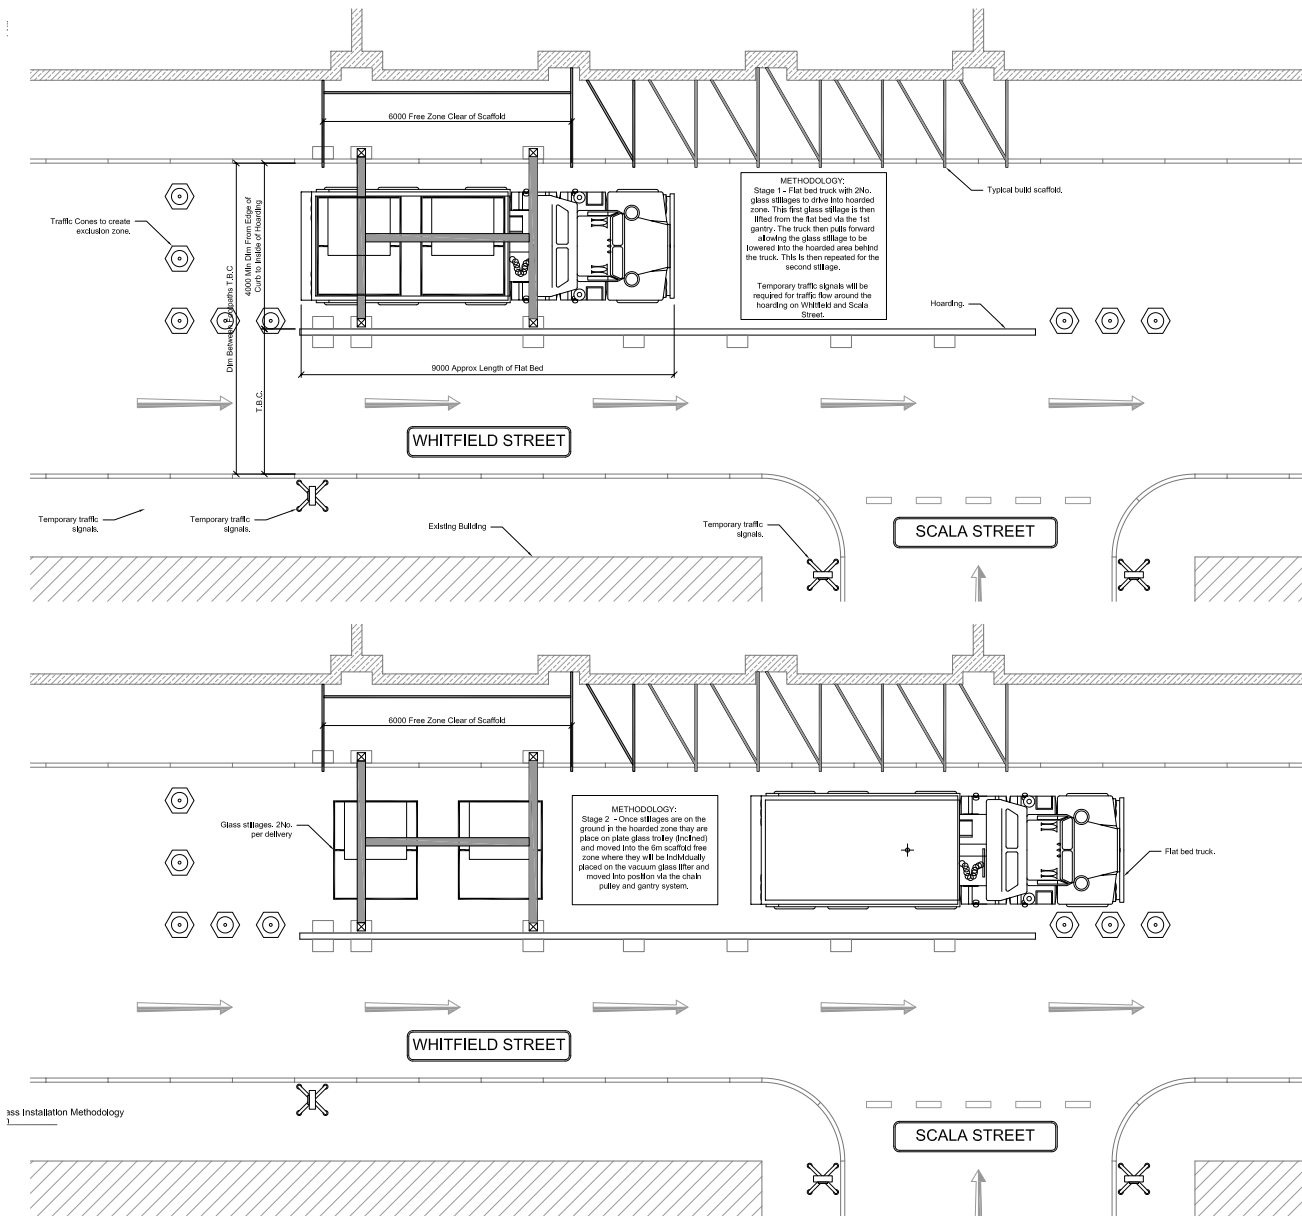 6000 Free Zone Clear of Scaffold
METHODOLOGY:
Stage 1 - Flat bed truck with 2No.
glass stillages to drive into hoarded
zone. This first glass stillage is then
lifted from the flat bed via the 1st
gantry. The truck then pulls forward
allowing the glass stillage to be
lowered into the hoarded area behind
the truck. This is then repeated for the
second stillage.
Temporary traffic signals will be
required for traffic flow around the
hoarding on Whitfield and Scala
Street.
Typical build scaffold.
Traffic Cones to create
exclusion zone.
Dim Between Footpaths T.B.C
4000 Min Dim From Edge of
Curb to Inside of Hoarding
T.B.C.
Hoarding.
9000 Approx Length of Flat Bed
WHITFIELD STREET
Temporary traffic
signals.
Temporary traffic
signals.
Existing Building
Temporary traffic
signals.
SCALA STREET
6000 Free Zone Clear of Scaffold
Glass stillages. 2No.
per delivery
METHODOLOGY:
Stage 2 - Once stillages are on the
ground in the hoarded zone they are
place on plate glass trolley (inclined)
and moved into the 6m scaffold free
zone where they will be individually
placed on the vacuum glass lifter and
moved into position via the chain
pulley and gantry system.
Flat bed truck.
WHITFIELD STREET
ass Installation Methodology
SCALA STREET